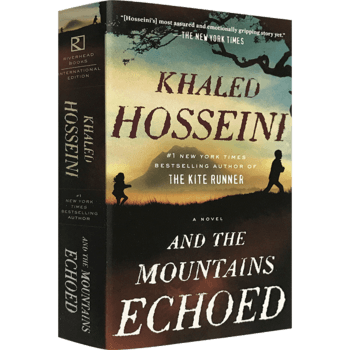 RIVERHEAD
BOOKS
INTERNATIONAL
EDITION
KHALED
HOSSEINI
#1 NEW YORK
TIMES
BESTSELLING
AUTHOR
AND THE MOUNTAINS
ECHOED
"[Hosseini's] most assured and emotionally gripping story yet."
—THE NEW YORK TIMES
KHALED
HOSSEINI
#1 NEW YORK TIMES
BESTSELLING AUTHOR OF
THE KITE RUNNER
A NOVEL
AND THE
MOUNTAINS
ECHOED